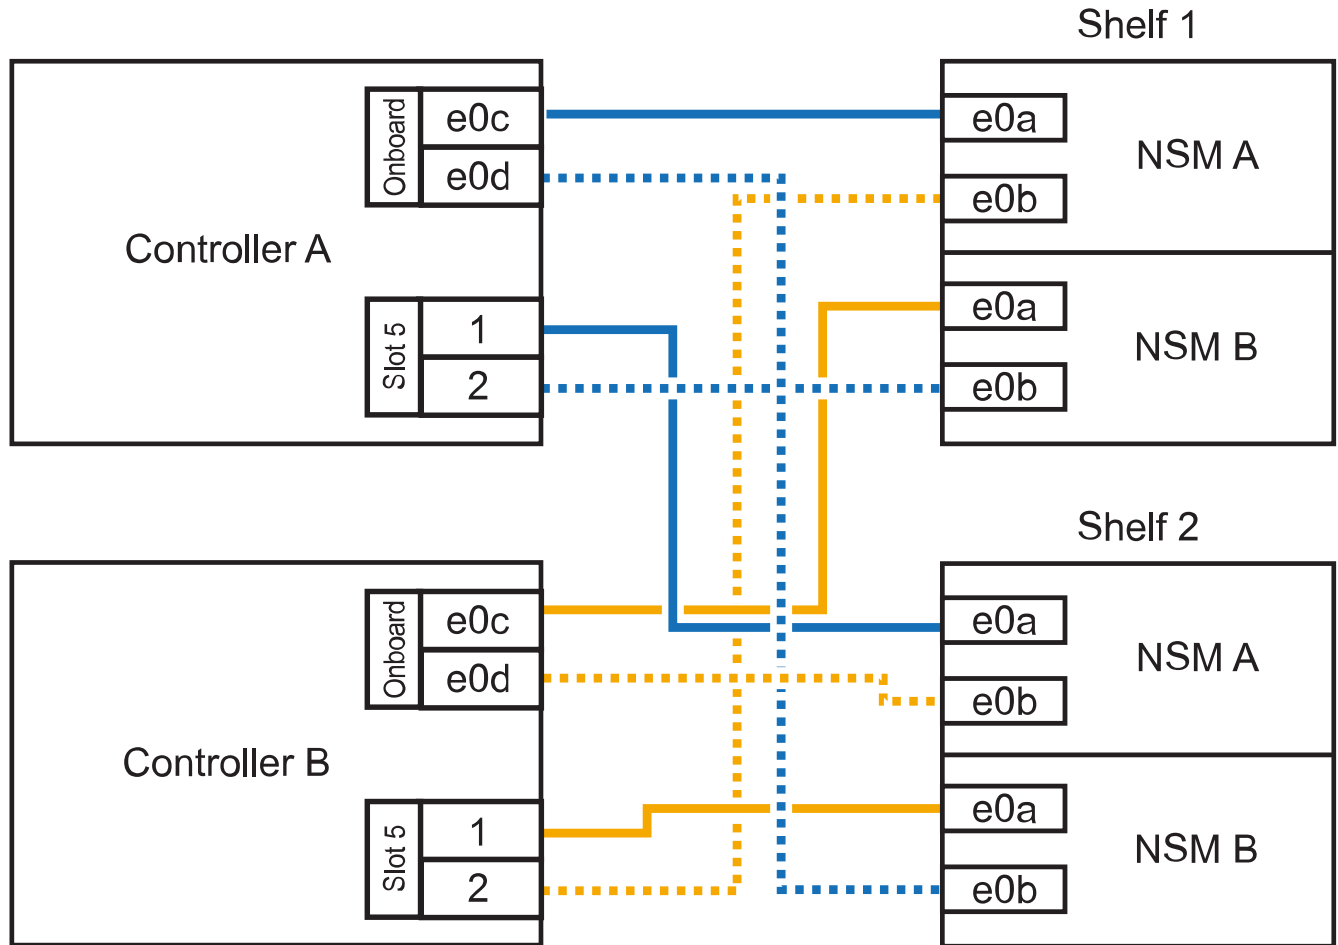 Shelf 1
Controller A
Onboard
e0c
e0d
Slot 5
1
2
e0a
e0b
NSM A
e0a
e0b
NSM B
Shelf 2
Controller B
Onboard
e0c
e0d
Slot 5
1
2
e0a
e0b
NSM A
e0a
e0b
NSM B